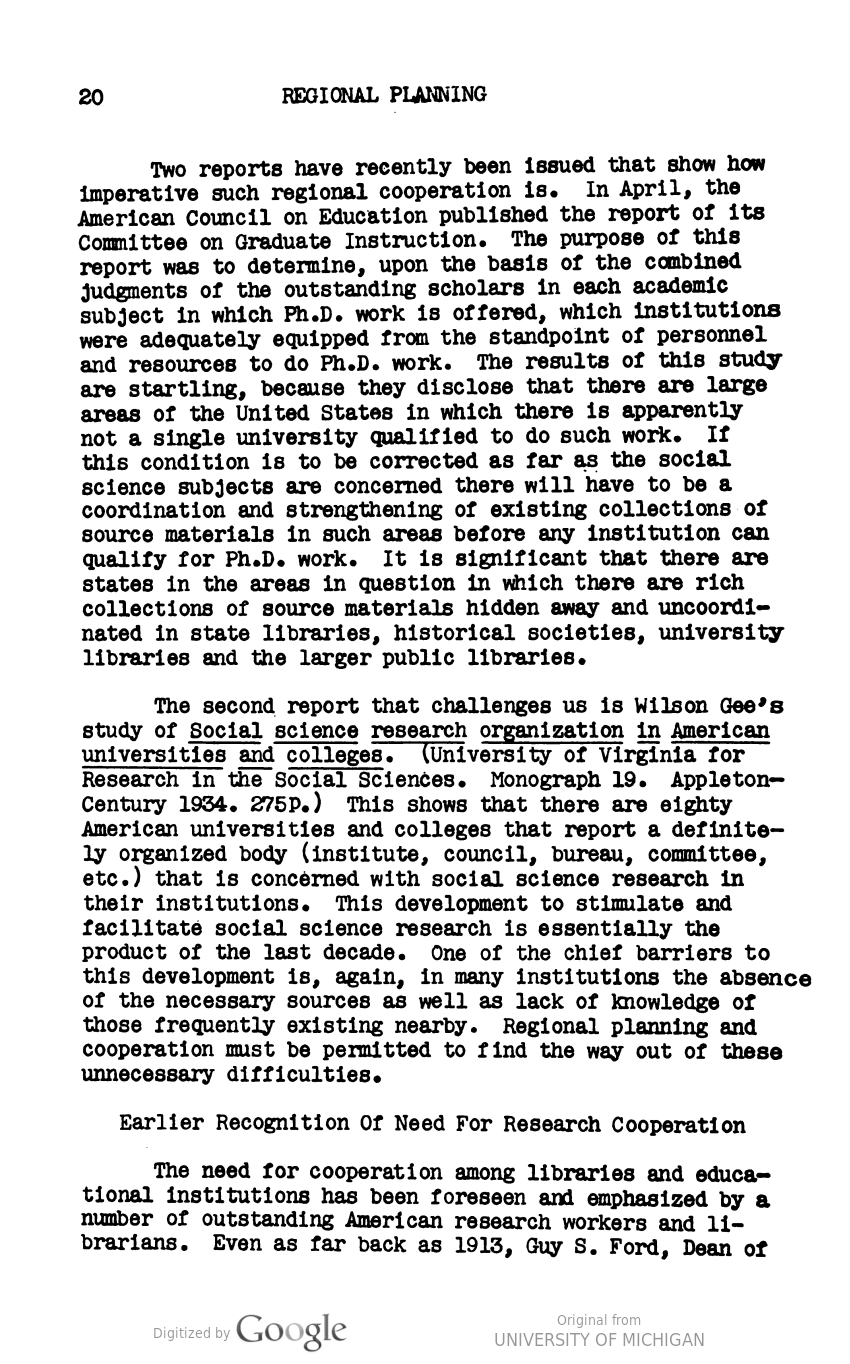 20 REGIONAL PLANNING
Two reports have recently been issued that show how
imperative such regional cooperation is. In April, the
American Council on Education published the report of its
Committee on Graduate Instruction. The purpose of this
report was to determine, upon the basis of the combined
judgments of the outstanding scholars in each academic
subject in which Ph.D. work is offered, which institutions
were adequately equipped from the standpoint of personnel
and resources to do Ph.D. work. The results of this study
are startling, because they disclose that there are large
areas of the United States in which there is apparently
not a single university qualified to do such work. If
this condition is to be corrected as far as the social
science subjects are concerned there will have to be a
coordination and strengthening of existing collections of
source materials in such areas before any institution can
qualify for Ph.D. work. It is significant that there are
states in the areas in question in which there are rich
collections of source materials hidden away and uncoordi-
nated in state libraries, historical societies, university
libraries and the larger public libraries.
The second report that challenges us is Wilson Gee's
study of Social science research organization in American
universities and colleges. (University of Virginia for
Research in the Social Sciences. Monograph 19. Appleton-
Century 1934. 275P.) This shows that there are eighty
American universities and colleges that report a definite-
ly organized body (institute, council, bureau, committee,
etc.) that is concerned with social science research in
their institutions. This development to stimulate and
facilitate social science research is essentially the
product of the last decade. One of the chief barriers to
this development is, again, in many institutions the absence
of the necessary sources as well as lack of knowledge of
those frequently existing nearby. Regional planning and
cooperation must be permitted to find the way out of these
unnecessary difficulties.
Earlier Recognition Of Need For Research Cooperation
The need for cooperation among libraries and educa-
tional institutions has been foreseen and emphasized by a
number of outstanding American research workers and li-
brarians. Even as far back as 1913, Guy S. Ford, Dean of
Digitized by Google
Original from
UNIVERSITY OF MICHIGAN